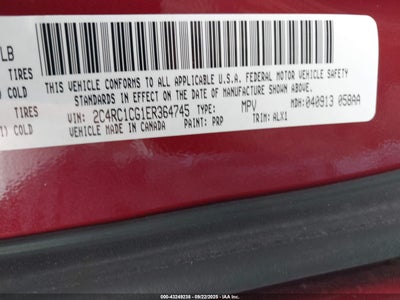 LB
TIRES
COLD
TIRES
) COLD
THIS VEHICLE CONFORMS TO ALL APPLICABLE U.S.A. FEDERAL MOTOR VEHICLE SAFETY
STANDARDS IN EFFECT ON THE DATE OF MANUFACTURE SHOWN ABOVE.
VIN: 2C4RC1CG1ER364745 TYPE: MPV MDH: 040913 058AA
MADE IN CANADA PAINT: PRP TRIM: ALX1
000-43248238 - 09/22/2025 - IAA Inc.